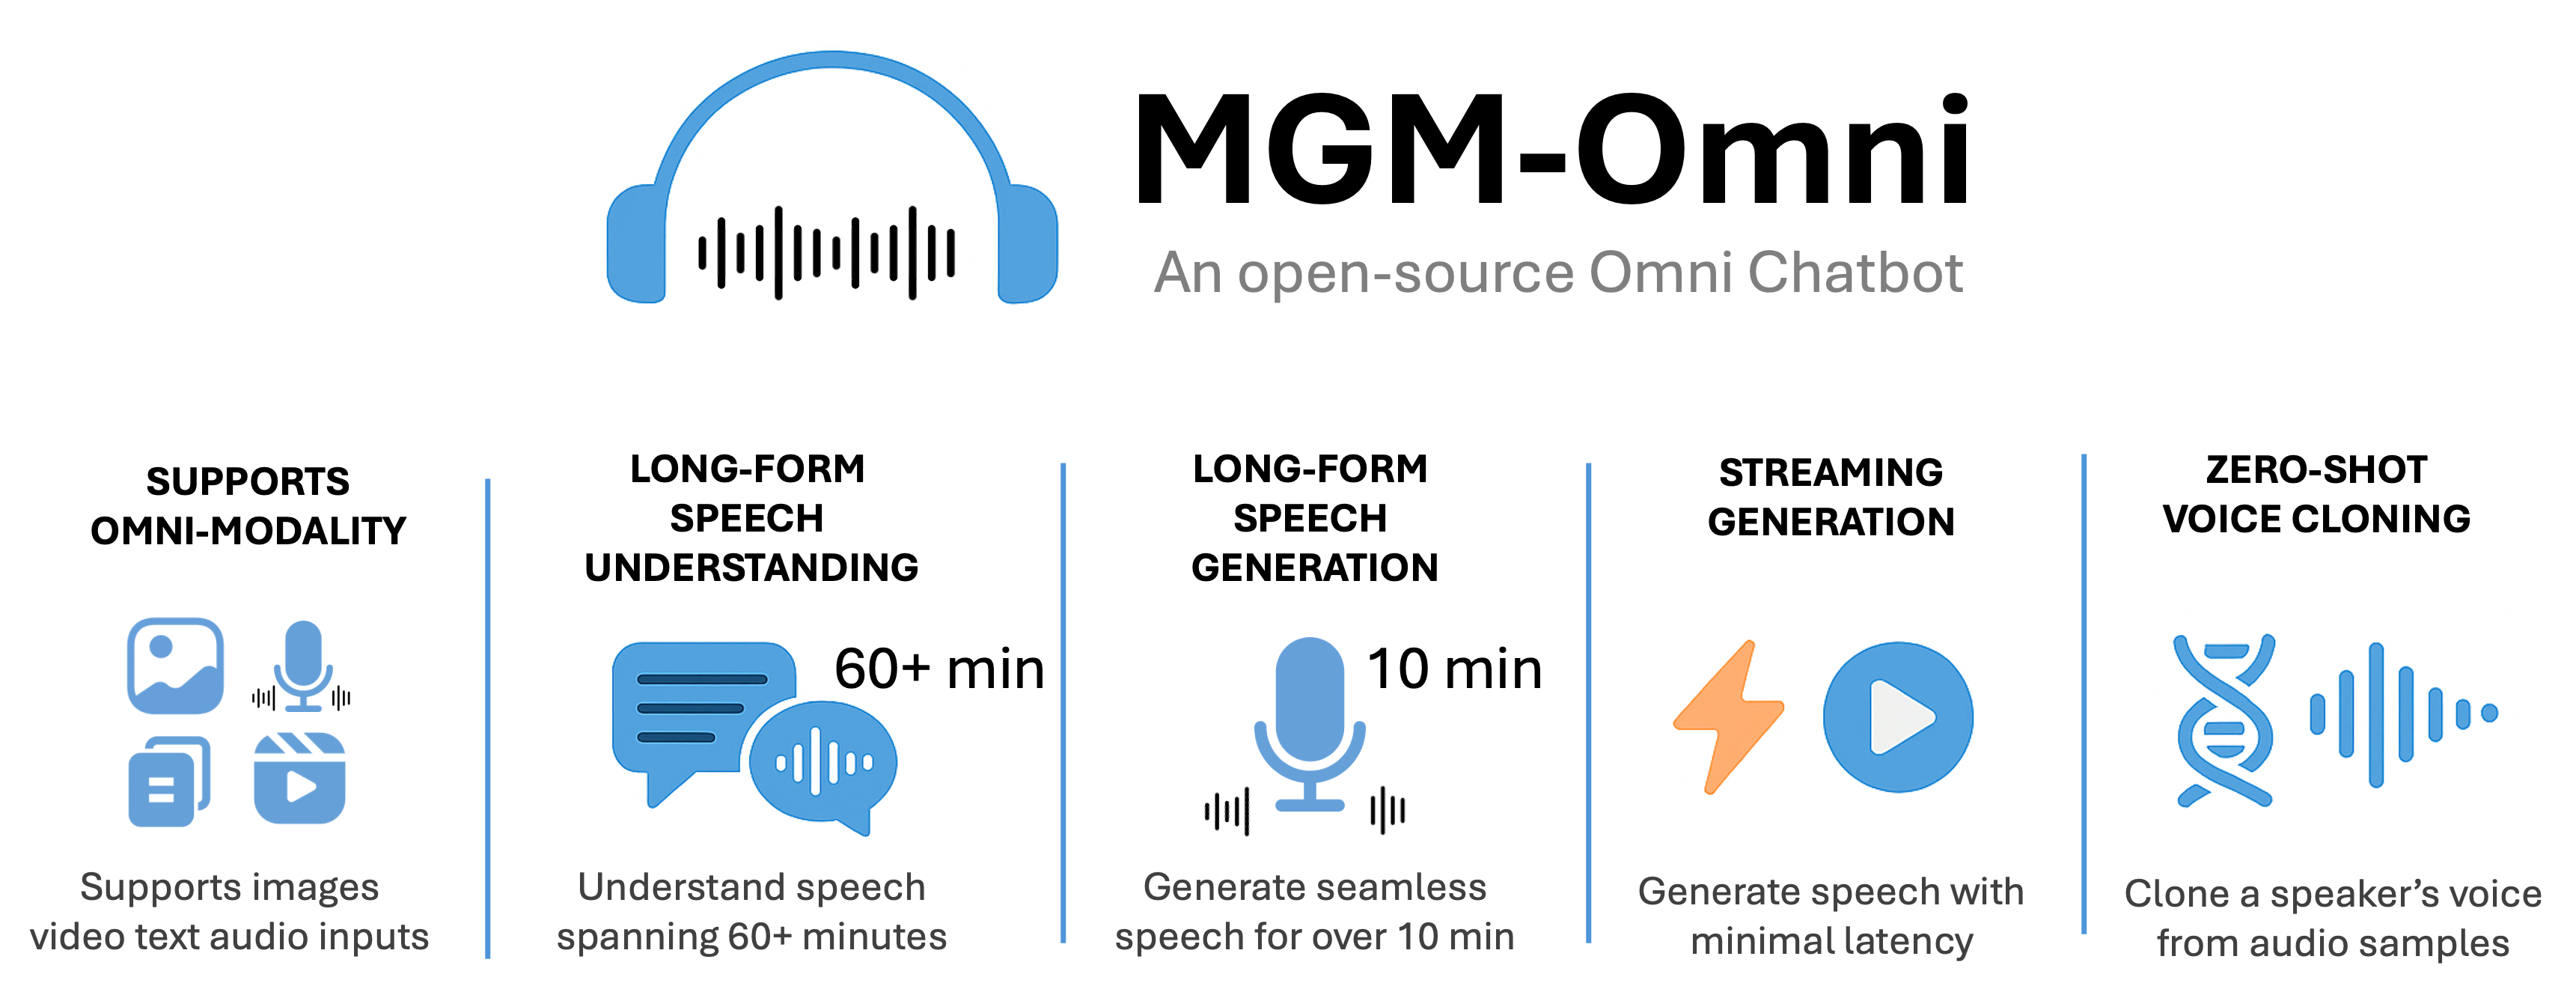 MGM-Omni
An open-source Omni Chatbot
SUPPORTS
OMNI-MODALITY
Supports images
video text audio inputs
LONG-FORM
SPEECH
UNDERSTANDING
60+ min
Understand speech
spanning 60+ minutes
LONG-FORM
SPEECH
GENERATION
10 min
Generate seamless
speech for over 10 min
STREAMING
GENERATION
Generate speech with
minimal latency
ZERO-SHOT
VOICE CLONING
Clone a speaker’s voice
from audio samples